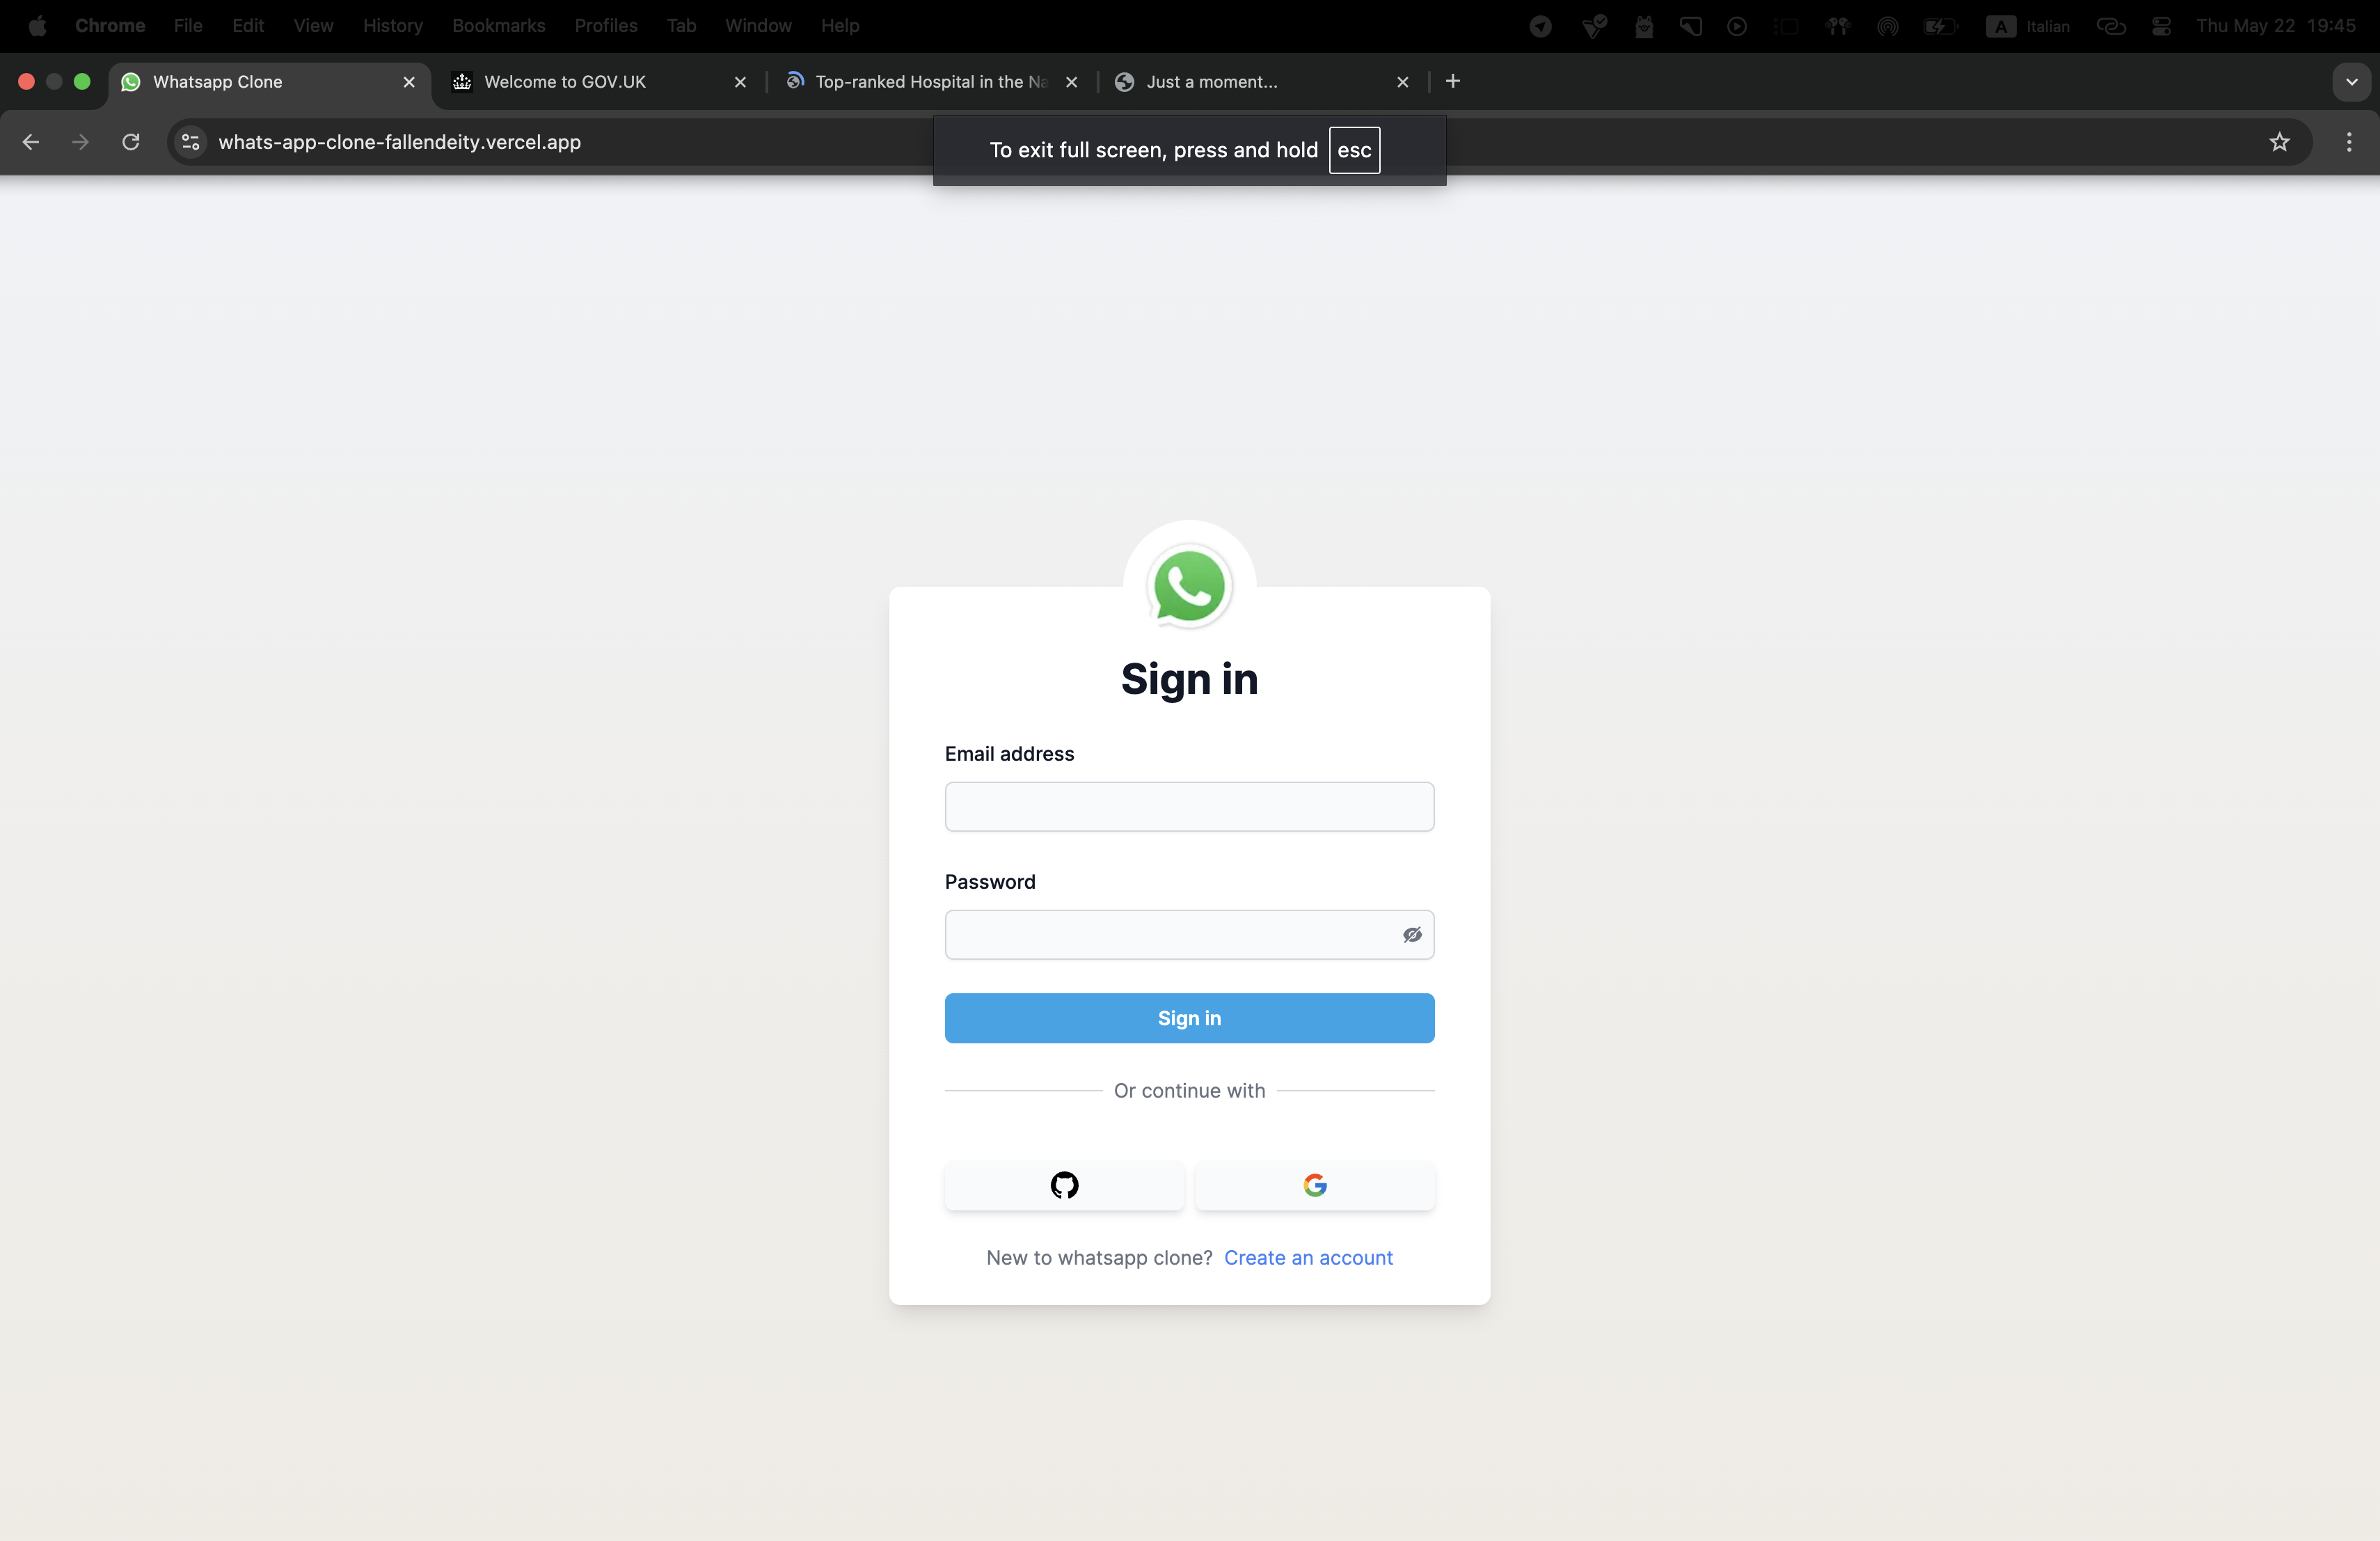 Chrome File Edit View History Bookmarks Profiles Tab Window Help A Italian Thu May 22 19:45
Whatsapp Clone Welcome to GOV.UK Top-ranked Hospital in the Na Just a moment...
whats-app-clone-fallendeity.vercel.app
To exit full screen, press and hold esc
Sign in
Email address
Password
Sign in
Or continue with
New to whatsapp clone? Create an account